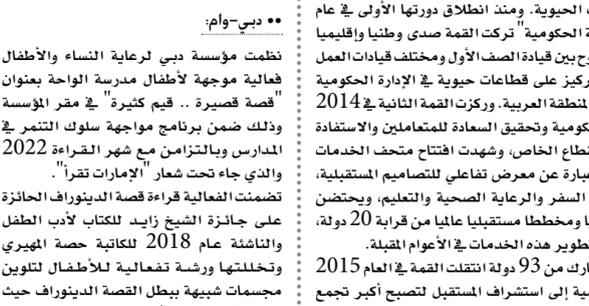 •• دبي-وام:
نظمت مؤسسة دبي لرعاية النساء والأطفال
فعالية موجهة لأطفال مدرسة الواحة بعنوان
"قصة قصيرة .. قيم كثيرة" في مقر المؤسسة
وذلك ضمن برنامج مواجهة سلوك التنمر في
المدارس وبالتزامن مع شهر القراءة 2022
والذي جاء تحت شعار "الإمارات تقرأ".
تضمنت الفعالية قراءة قصة الدينوراف الحائزة
على جائزة الشيخ زايد للكتاب لأدب الطفل
والناشئة عام 2018 للكاتبة حصة المهيري
وتخللتها ورشة تفعالية للأطفال لتلوين
مجسمات شبيهة ببطل القصة الدينوراف حيث
الحيوية. ومنذ انطلاق دورتها الأولى في عام
الحكومية" تركت القمة صدى وطنيا وإقليميا
بين قيادة الصف الأول ومختلف قيادات العمل
تركيز على قطاعات حيوية في الإدارة الحكومية
المنطقة العربية. وركزت القمة الثانية في 2014
وتحقيق السعادة للمتعاملين والاستفادة
الخاص، وشهدت افتتاح متحف الخدمات
عبارة عن معرض تفاعلي للتصاميم المستقبلية،
السفر والرعاية الصحية والتعليم، ويحتضن
ومخططا مستقبليا عالميا من قرابة 20 دولة،
تطوير هذه الخدمات في الأعوام المقبلة.
من 93 دولة انتقلت القمة في العام 2015
إلى استشراف المستقبل لتصبح أكبر تجمع